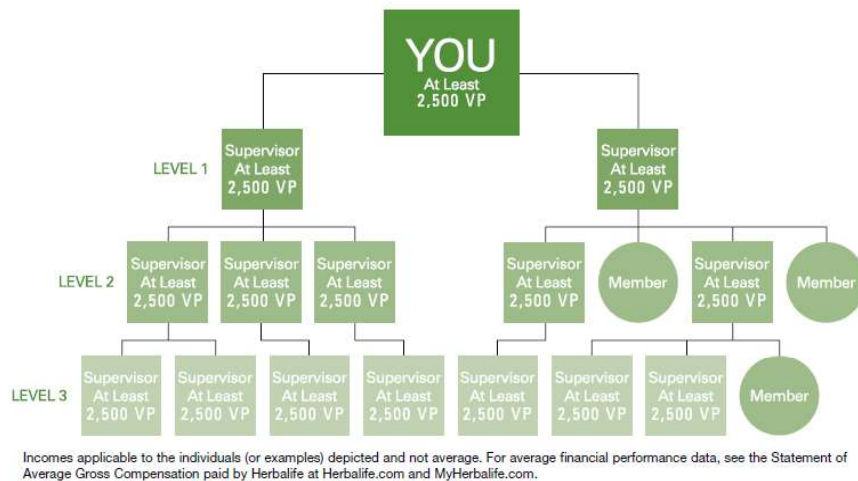 YOU
At Least
2,500 VP
LEVEL 1
Supervisor
At Least
2,500 VP
Supervisor
At Least
2,500 VP
LEVEL 2
Supervisor
At Least
2,500 VP
Supervisor
At Least
2,500 VP
Supervisor
At Least
2,500 VP
Supervisor
At Least
2,500 VP
Member
Supervisor
At Least
2,500 VP
Member
LEVEL 3
Supervisor
At Least
2,500 VP
Supervisor
At Least
2,500 VP
Supervisor
At Least
2,500 VP
Supervisor
At Least
2,500 VP
Supervisor
At Least
2,500 VP
Supervisor
At Least
2,500 VP
Supervisor
At Least
2,500 VP
Member
Incomes applicable to the individuals (or examples) depicted and not average. For average financial performance data, see the Statement of
Average Gross Compensation paid by Herbalife at Herbalife.com and MyHerbalife.com.